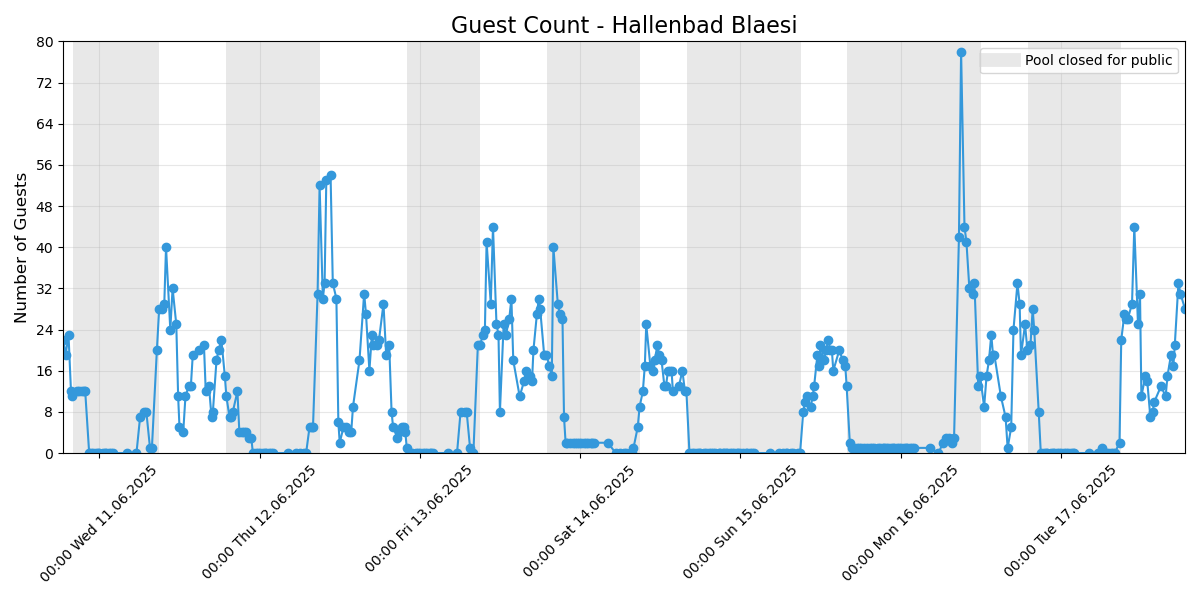 Guest Count - Hallenbad Blaesi
Pool closed for public
Number of Guests
80
72
64
56
48
40
32
24
16
8
0
00:00 Wed 11.06.2025
00:00 Thu 12.06.2025
00:00 Fri 13.06.2025
00:00 Sat 14.06.2025
00:00 Sun 15.06.2025
00:00 Mon 16.06.2025
00:00 Tue 17.06.2025